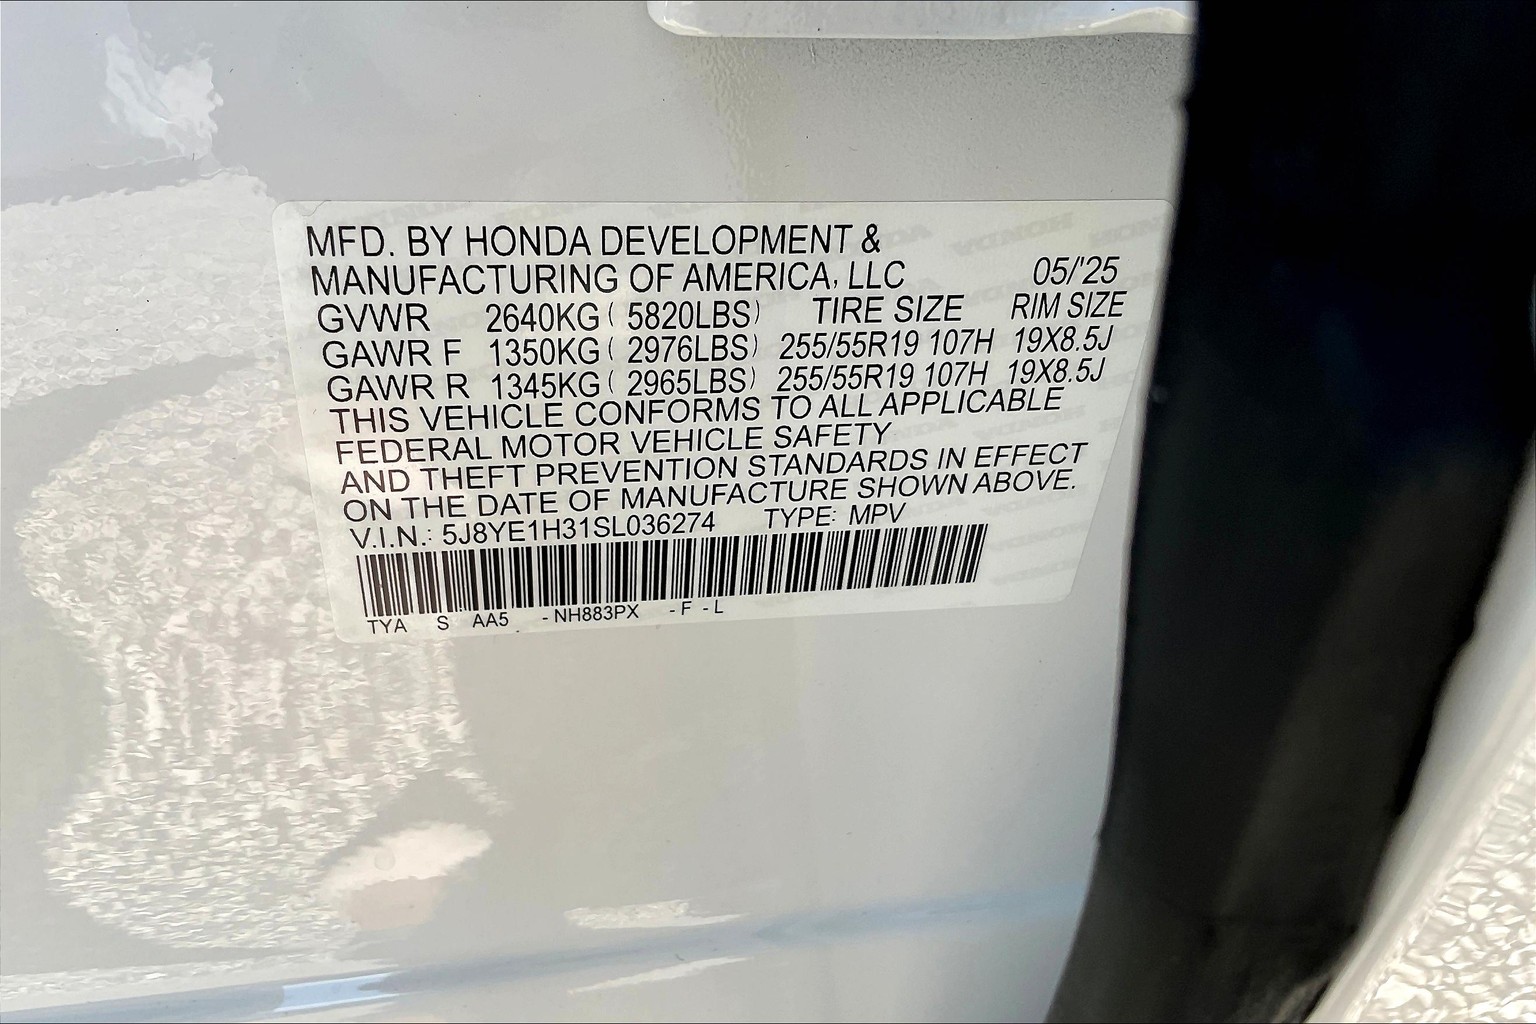 MFD. BY HONDA DEVELOPMENT &
MANUFACTURING OF AMERICA, LLC 05/'25
GVWR 2640KG ( 5820LBS) TIRE SIZE RIM SIZE
GAWR F 1350KG ( 2976LBS) 255/55R19 107H 19X8.5J
GAWR R 1345KG ( 2965LBS) 255/55R19 107H 19X8.5J
THIS VEHICLE CONFORMS TO ALL APPLICABLE
FEDERAL MOTOR VEHICLE SAFETY
AND THEFT PREVENTION STANDARDS IN EFFECT
ON THE DATE OF MANUFACTURE SHOWN ABOVE.
V.I.N.: 5J8YE1H31SL036274 TYPE: MPV
TYA S AA5 -NH883PX -F -L